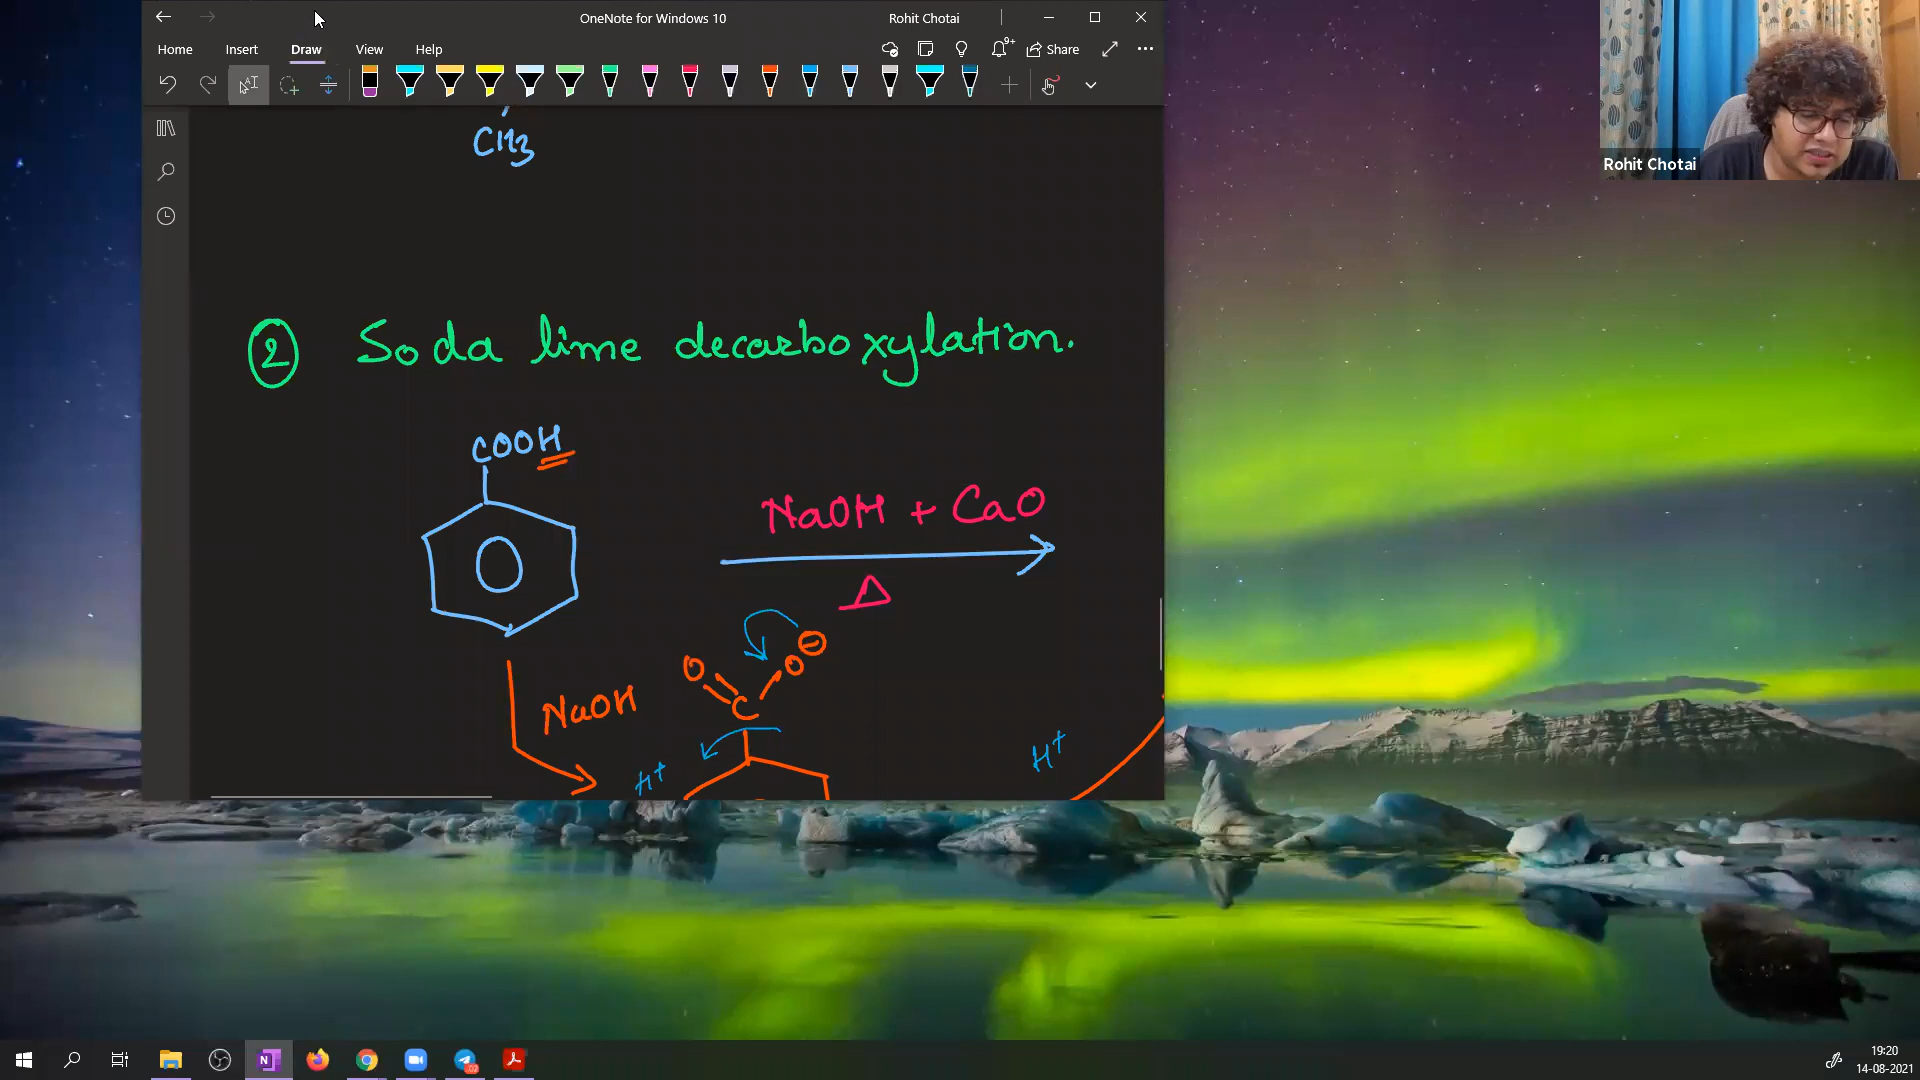 OneNote for Windows 10
Rohit Chotai
Home Insert Draw View Help
9+
Share
CH3
Rohit Chotai
② Soda lime decarboxylation.
COOH
NaOH + CaO
Δ
O C O ⊖
NaOH
H+
H+
19:20
14-08-2021